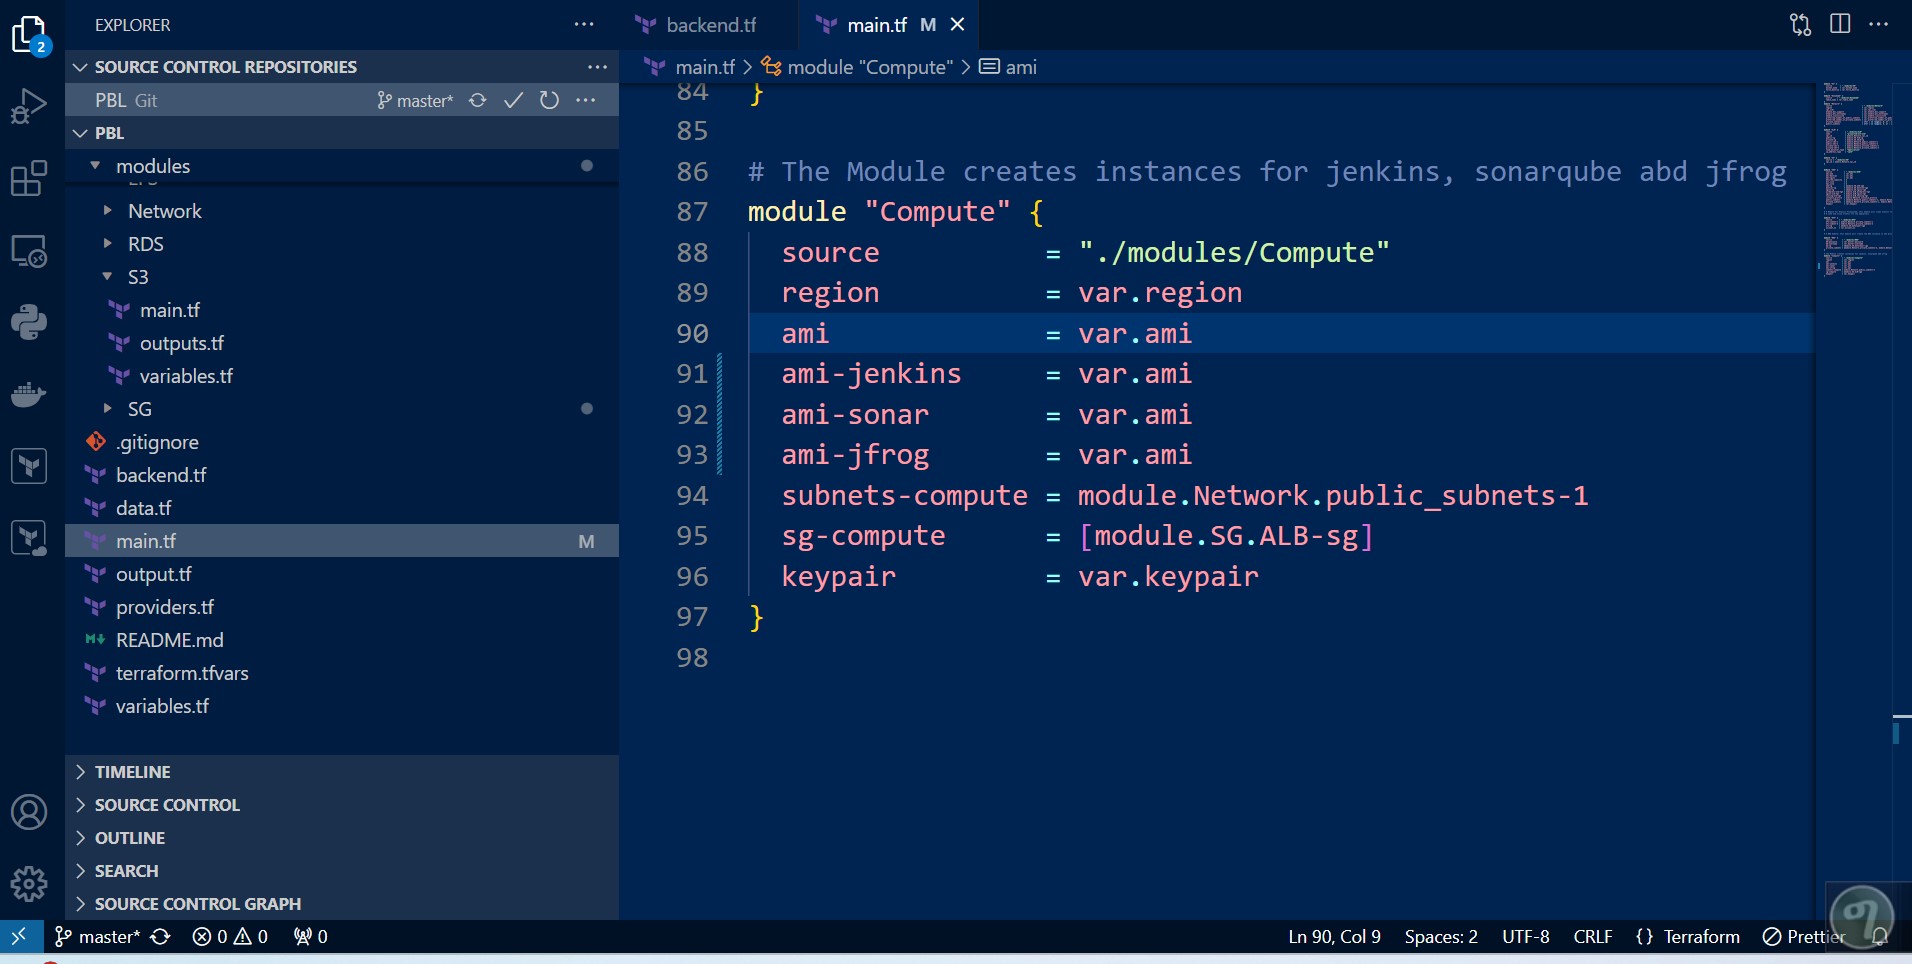 EXPLORER
SOURCE CONTROL REPOSITORIES
PBL Git master*
PBL
modules
Network
RDS
S3
main.tf
outputs.tf
variables.tf
SG
.gitignore
backend.tf
data.tf
main.tf M
output.tf
providers.tf
README.md
terraform.tfvars
variables.tf
TIMELINE
SOURCE CONTROL
OUTLINE
SEARCH
SOURCE CONTROL GRAPH
2
backend.tf main.tf M
main.tf > module "Compute" > ami
84 }
85
86 # The Module creates instances for jenkins, sonarqube abd jfrog
87 module "Compute" {
88 source = "./modules/Compute"
89 region = var.region
90 ami = var.ami
91 ami-jenkins = var.ami
92 ami-sonar = var.ami
93 ami-jfrog = var.ami
94 subnets-compute = module.Network.public_subnets-1
95 sg-compute = [module.SG.ALB-sg]
96 keypair = var.keypair
97 }
98
master* 0 0 0 Ln 90, Col 9 Spaces: 2 UTF-8 CRLF {} Terraform Prettier